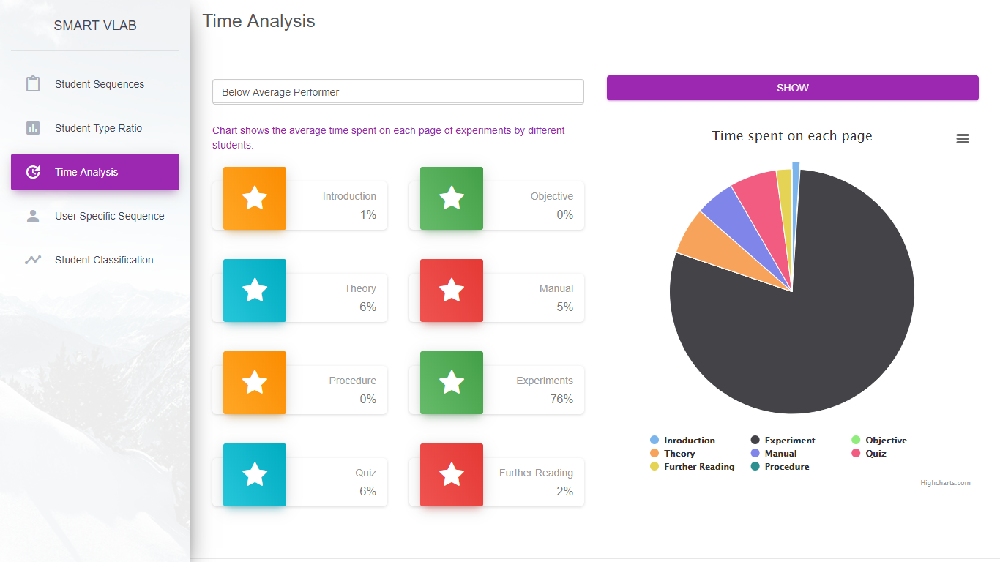 SMART VLAB
Student Sequences
Student Type Ratio
Time Analysis
User Specific Sequence
Student Classification
Time Analysis
Below Average Performer
SHOW
Chart shows the average time spent on each page of experiments by different
students.
Introduction
1%
Objective
0%
Theory
6%
Manual
5%
Procedure
0%
Experiments
76%
Quiz
6%
Further Reading
2%
Time spent on each page
Inroduction
Experiment
Objective
Theory
Manual
Quiz
Further Reading
Procedure
Highcharts.com